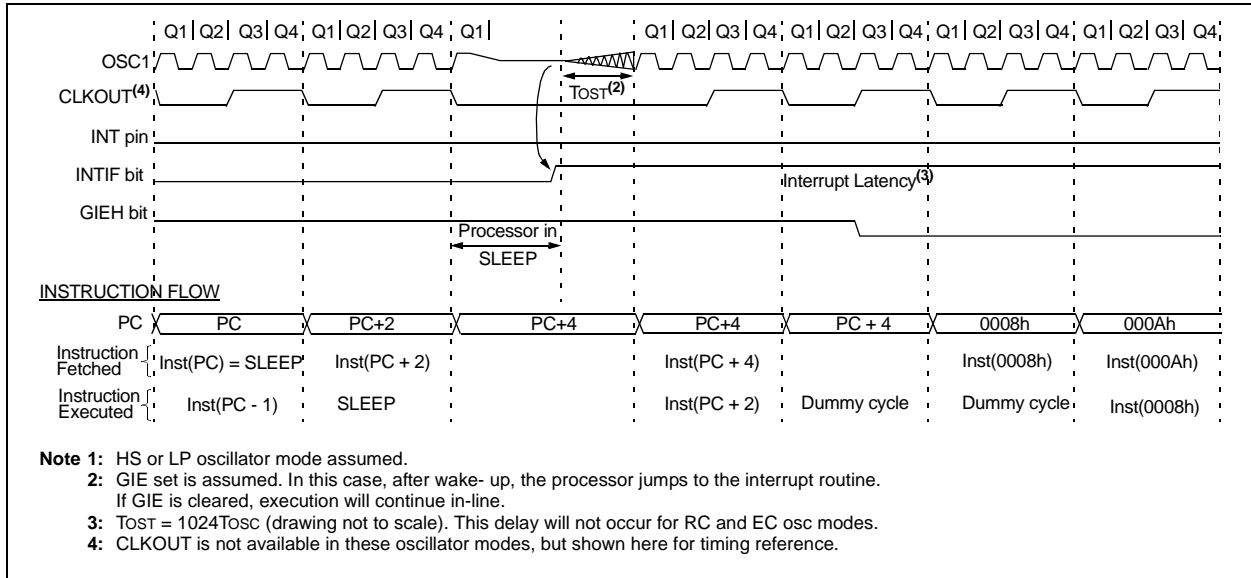 Q1 Q2 Q3 Q4 Q1 Q2 Q3 Q4 Q1 Q1 Q2 Q3 Q4 Q1 Q2 Q3 Q4 Q1 Q2 Q3 Q4 Q1 Q2 Q3 Q4
OSC1
TOST(2)
CLKOUT(4)
INT pin
INTIF bit
Interrupt Latency(3)
GIEH bit
Processor in
SLEEP
INSTRUCTION FLOW
PC PC PC+2 PC+4 PC+4 PC + 4 0008h 000Ah
Instruction
Fetched
Inst(PC) = SLEEP Inst(PC + 2) Inst(PC + 4) Inst(0008h) Inst(000Ah)
Instruction
Executed
Inst(PC - 1) SLEEP Inst(PC + 2) Dummy cycle Dummy cycle Inst(0008h)
Note 1: HS or LP oscillator mode assumed.
2: GIE set is assumed. In this case, after wake- up, the processor jumps to the interrupt routine.
If GIE is cleared, execution will continue in-line.
3: TOST = 1024TOSC (drawing not to scale). This delay will not occur for RC and EC osc modes.
4: CLKOUT is not available in these oscillator modes, but shown here for timing reference.